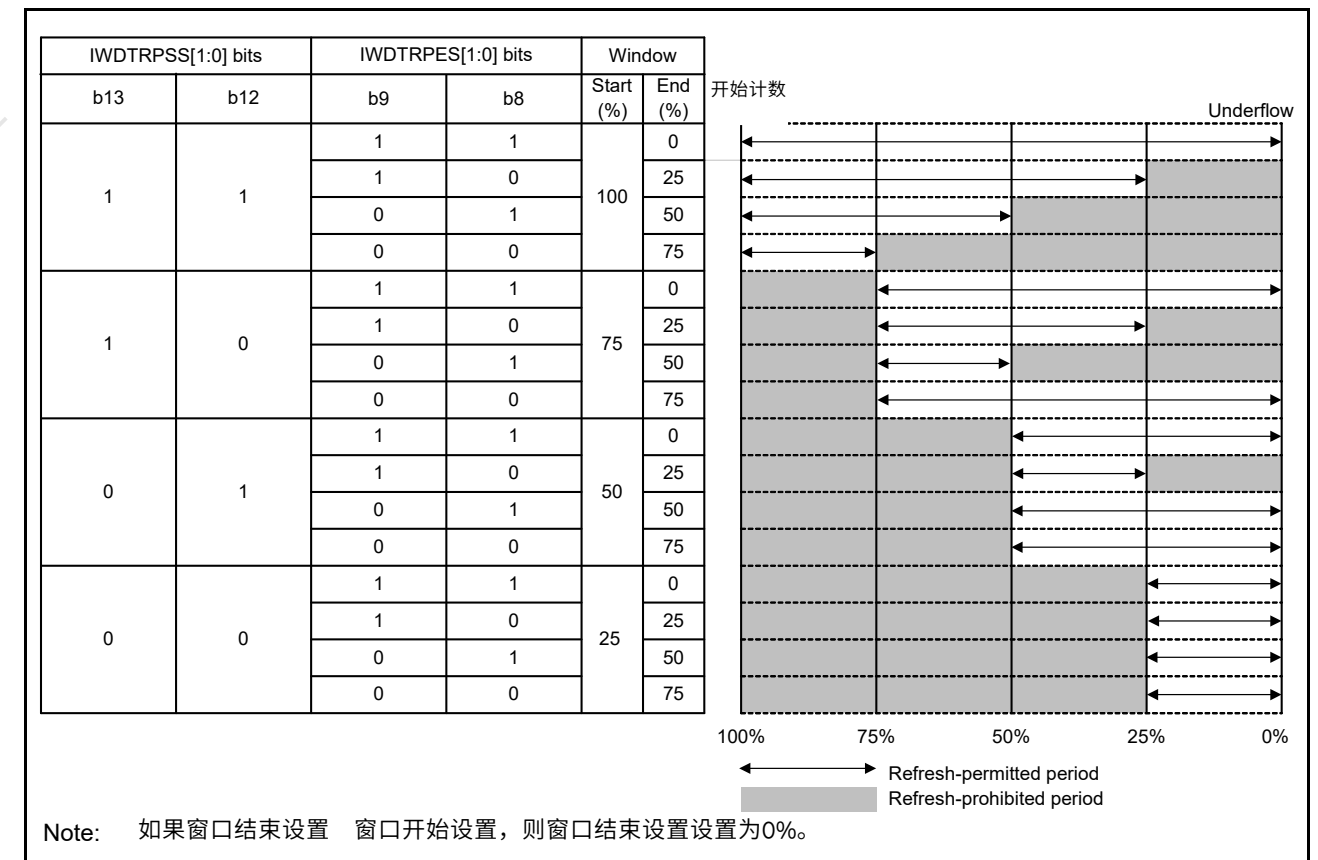 IWDTRPSS[1:0] bits IWDTRPES[1:0] bits Window
b13 b12 b9 b8 Start (%) End (%) 开始计数
Underflow
1 1 0
1 0 25
1 1 100
0 1 50
0 0 75
1 1 0
1 0 25
1 0 75
0 1 50
0 0 75
1 1 0
1 0 25
0 1 50
0 1 50
0 0 75
1 1 0
1 0 25
0 0 25
0 1 50
0 0 75
100% 75% 50% 25% 0%
Refresh-permitted period
Refresh-prohibited period
Note: 如果窗口结束设置 窗口开始设置，则窗口结束设置设置为0%。